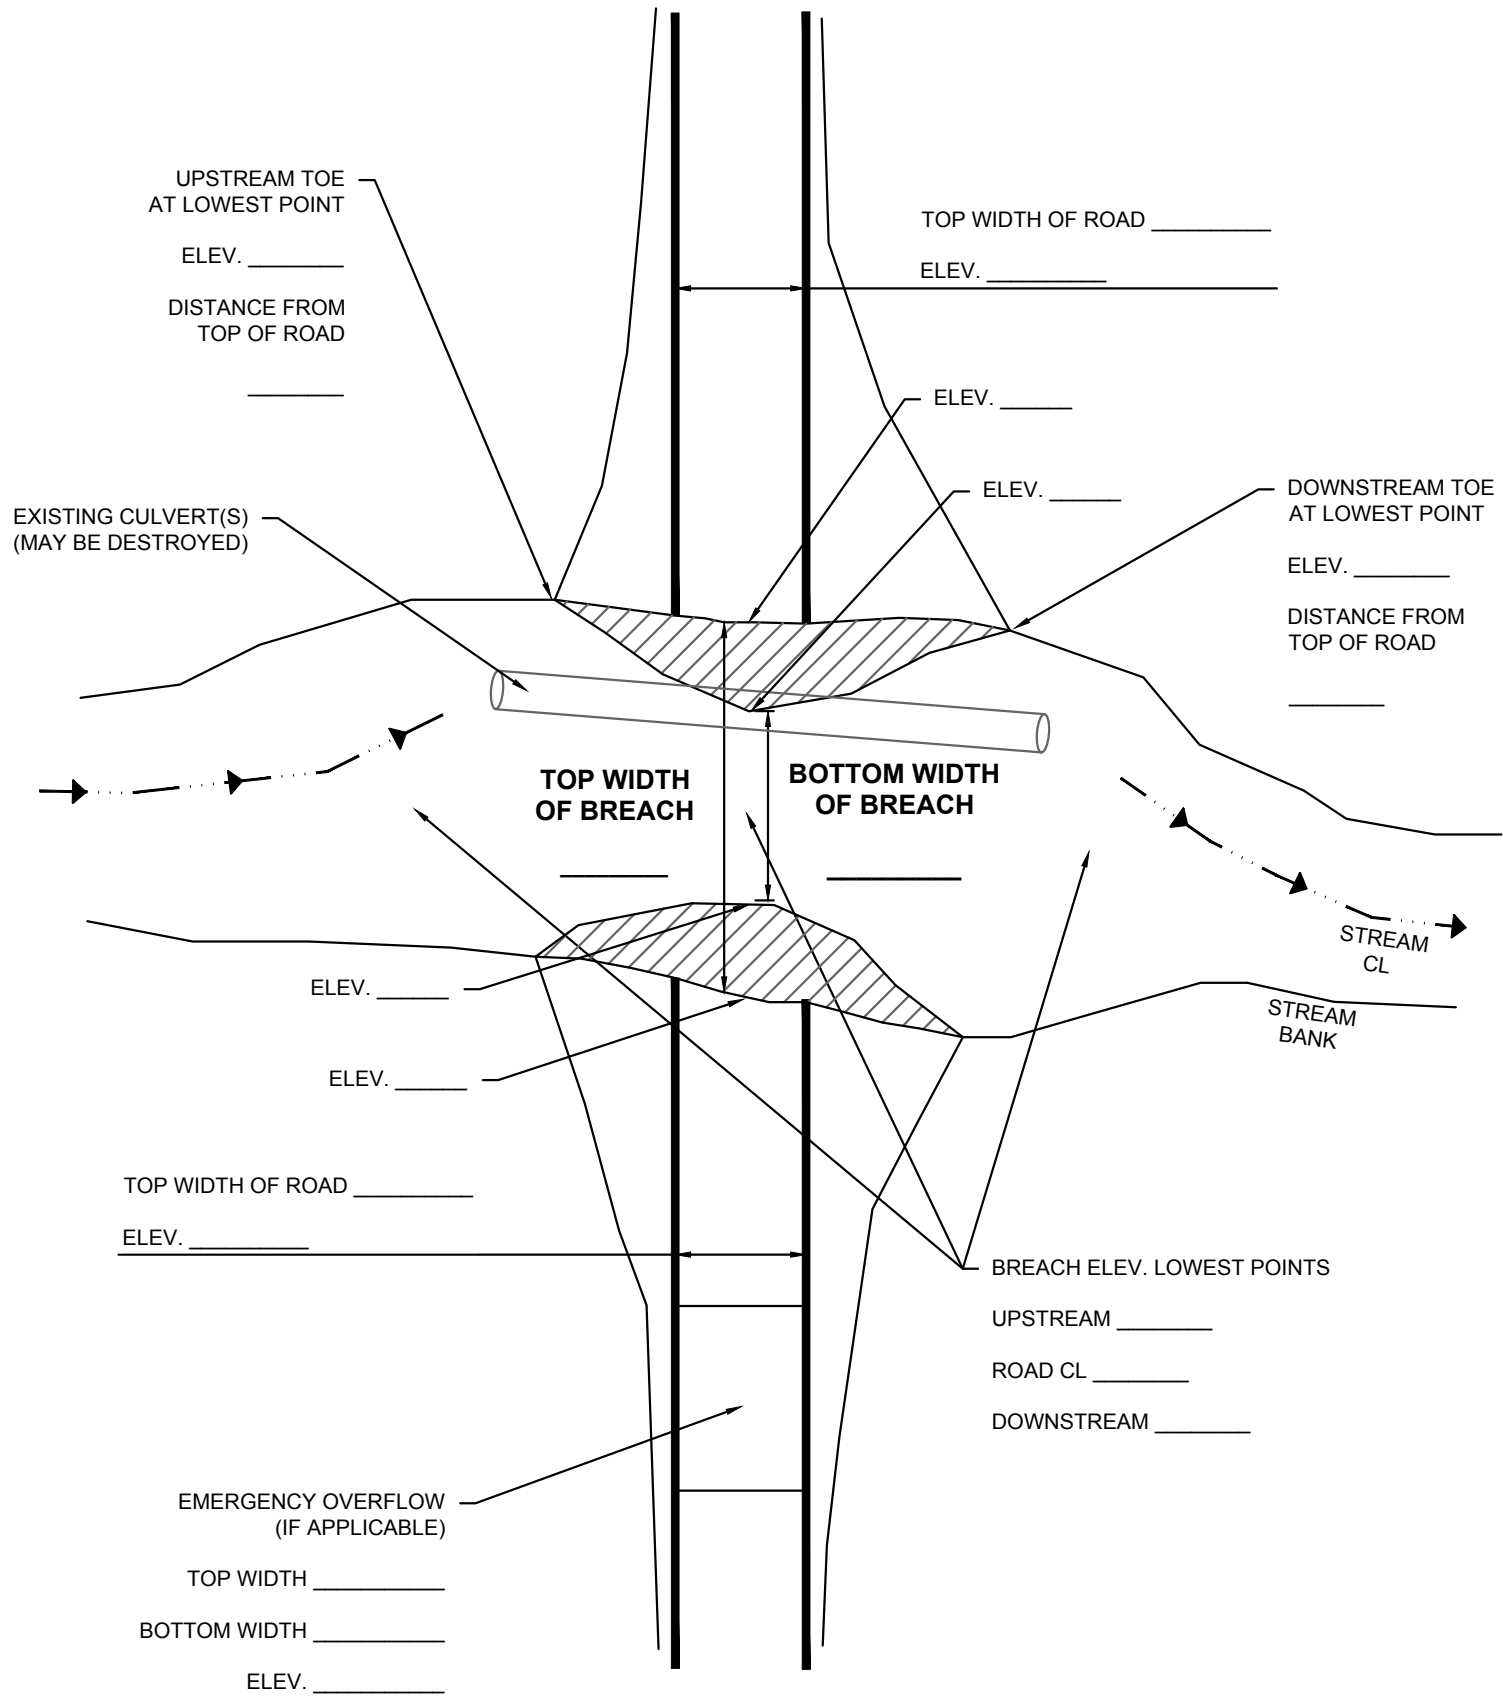 UPSTREAM TOE
AT LOWEST POINT
ELEV. ________
DISTANCE FROM
TOP OF ROAD
________
TOP WIDTH OF ROAD __________
ELEV. __________
ELEV. ______
ELEV. ______
DOWNSTREAM TOE
AT LOWEST POINT
ELEV. ________
DISTANCE FROM
TOP OF ROAD
________
EXISTING CULVERT(S)
(MAY BE DESTROYED)
TOP WIDTH
OF BREACH
________
BOTTOM WIDTH
OF BREACH
__________
STREAM
CL
STREAM
BANK
ELEV. ______
ELEV. ______
TOP WIDTH OF ROAD __________
ELEV. __________
BREACH ELEV. LOWEST POINTS
UPSTREAM ________
ROAD CL ________
DOWNSTREAM ________
EMERGENCY OVERFLOW
(IF APPLICABLE)
TOP WIDTH ___________
BOTTOM WIDTH ___________
ELEV. ___________